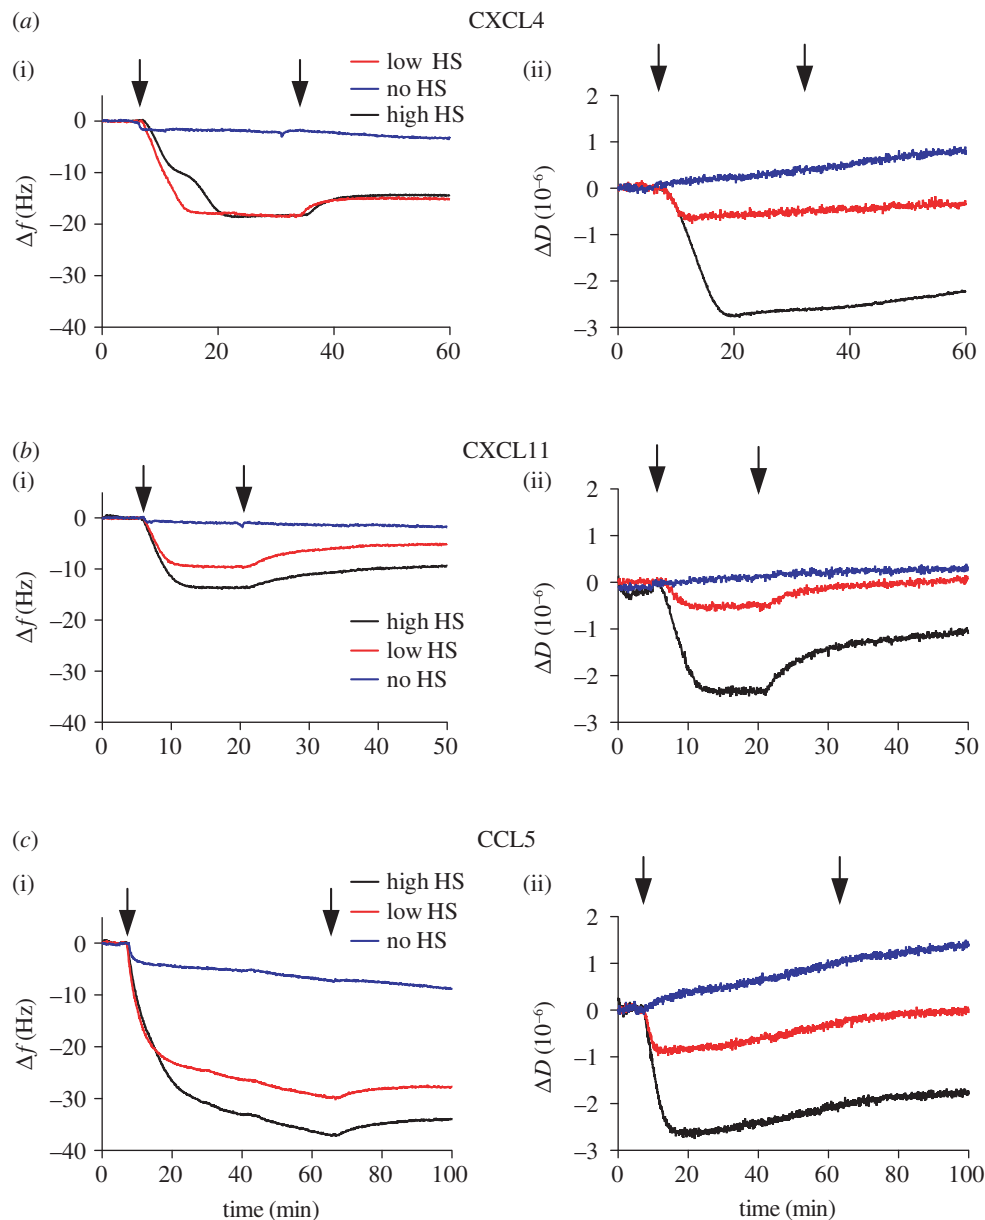 (a) CXCL4
(i) low HS
no HS
high HS
(ii)
0
–10
–20
–30
–40
Δf (Hz)
0 20 40 60
2
1
0
–1
–2
–3
ΔD (10⁻⁶)
0 20 40 60
(b) CXCL11
(i) (ii)
0
–10
–20
–30
–40
Δf (Hz)
high HS
low HS
no HS
0 10 20 30 40 50
2
1
0
–1
–2
–3
ΔD (10⁻⁶)
0 10 20 30 40 50
(c) CCL5
(i) high HS
low HS
no HS
(ii)
0
–10
–20
–30
–40
Δf (Hz)
0 20 40 60 80 100
time (min)
2
1
0
–1
–2
–3
ΔD (10⁻⁶)
0 20 40 60 80 100
time (min)